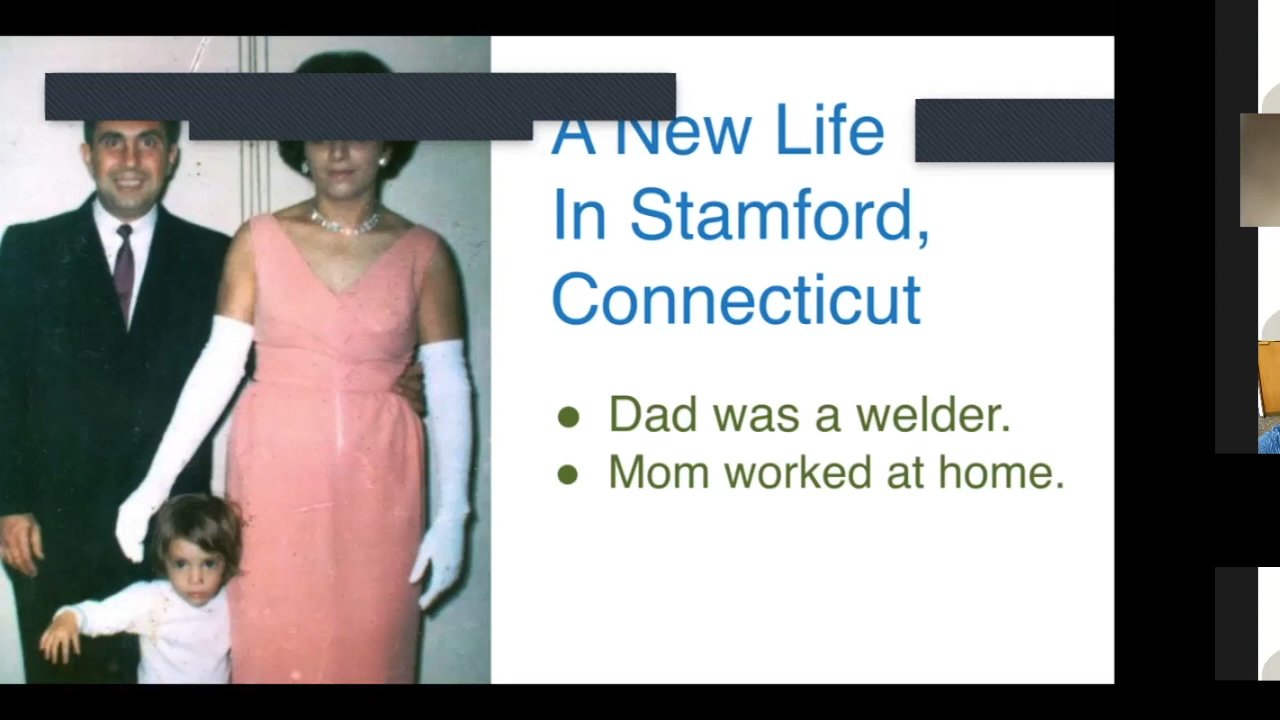 A New Life
In Stamford,
Connecticut
● Dad was a welder.
● Mom worked at home.